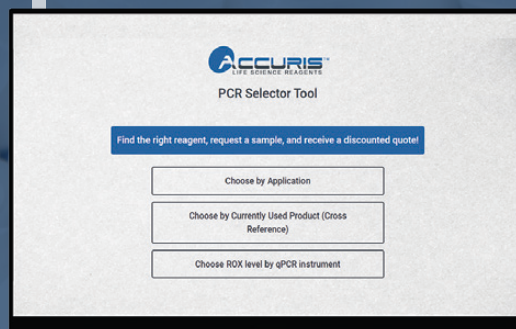 ACCURIS™
LIFE SCIENCE REAGENTS
PCR Selector Tool
Find the right reagent, request a sample, and receive a discounted quote!
Choose by Application
Choose by Currently Used Product (Cross
Reference)
Choose ROX level by qPCR instrument